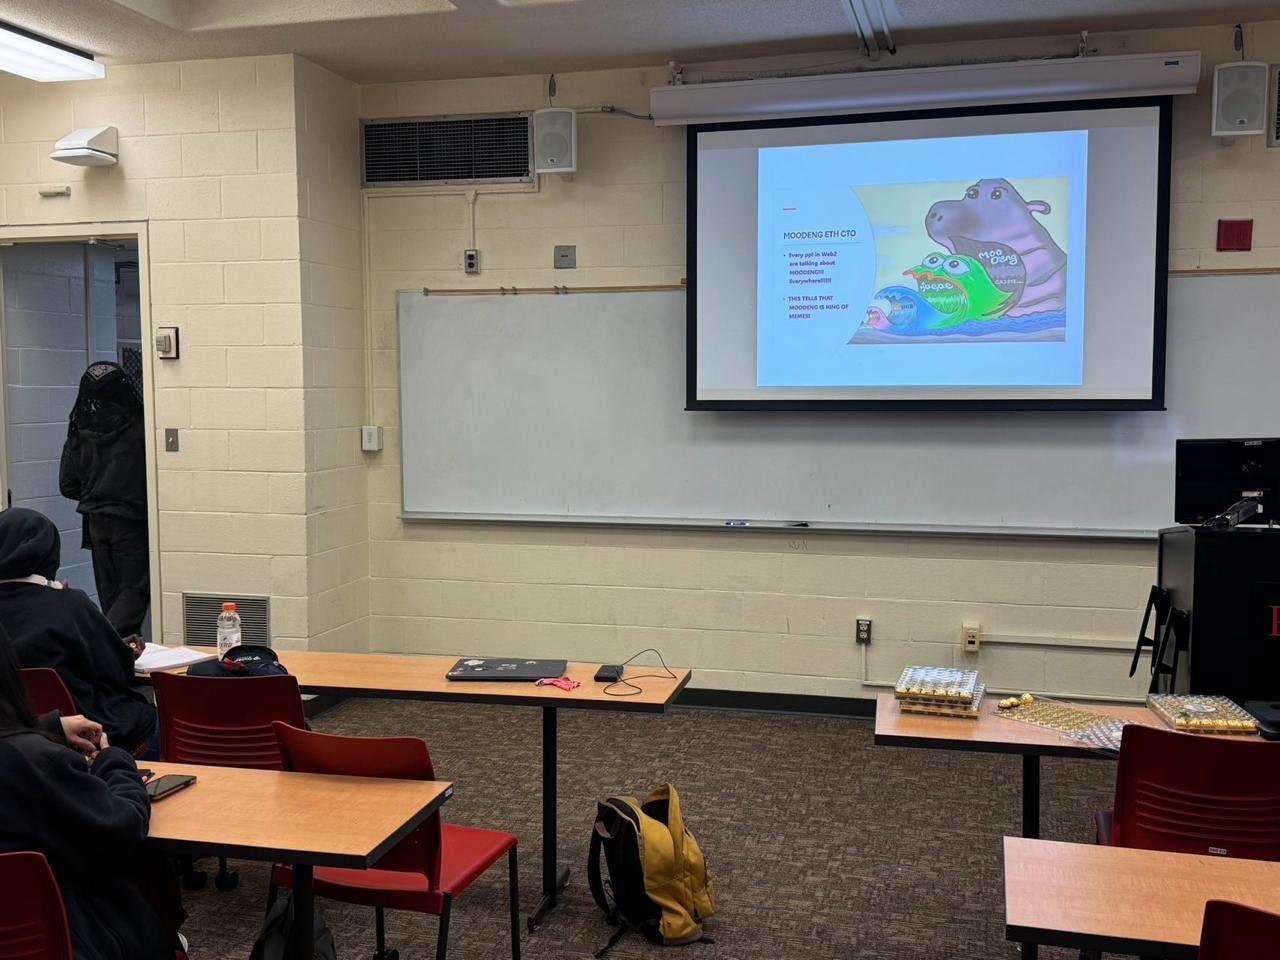 MOODENG ETH CTO
• Every ppl in Web2
are talking about
MOODENG!!!
Everywhere!!!!!!
• THIS TELLS THAT
MOODENG IS KING OF
MEMES!
MOO
DENG
pepe